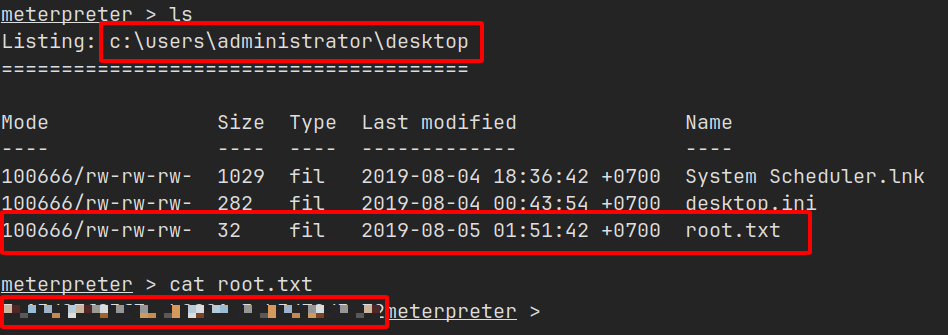 meterpreter > ls
Listing: c:\users\administrator\desktop
=======================================
Mode Size Type Last modified Name
---- ---- ---- ------------- ----
100666/rw-rw-rw- 1029 fil 2019-08-04 18:36:42 +0700 System Scheduler.lnk
100666/rw-rw-rw- 282 fil 2019-08-04 00:43:54 +0700 desktop.ini
100666/rw-rw-rw- 32 fil 2019-08-05 01:51:42 +0700 root.txt
meterpreter > cat root.txt
meterpreter >